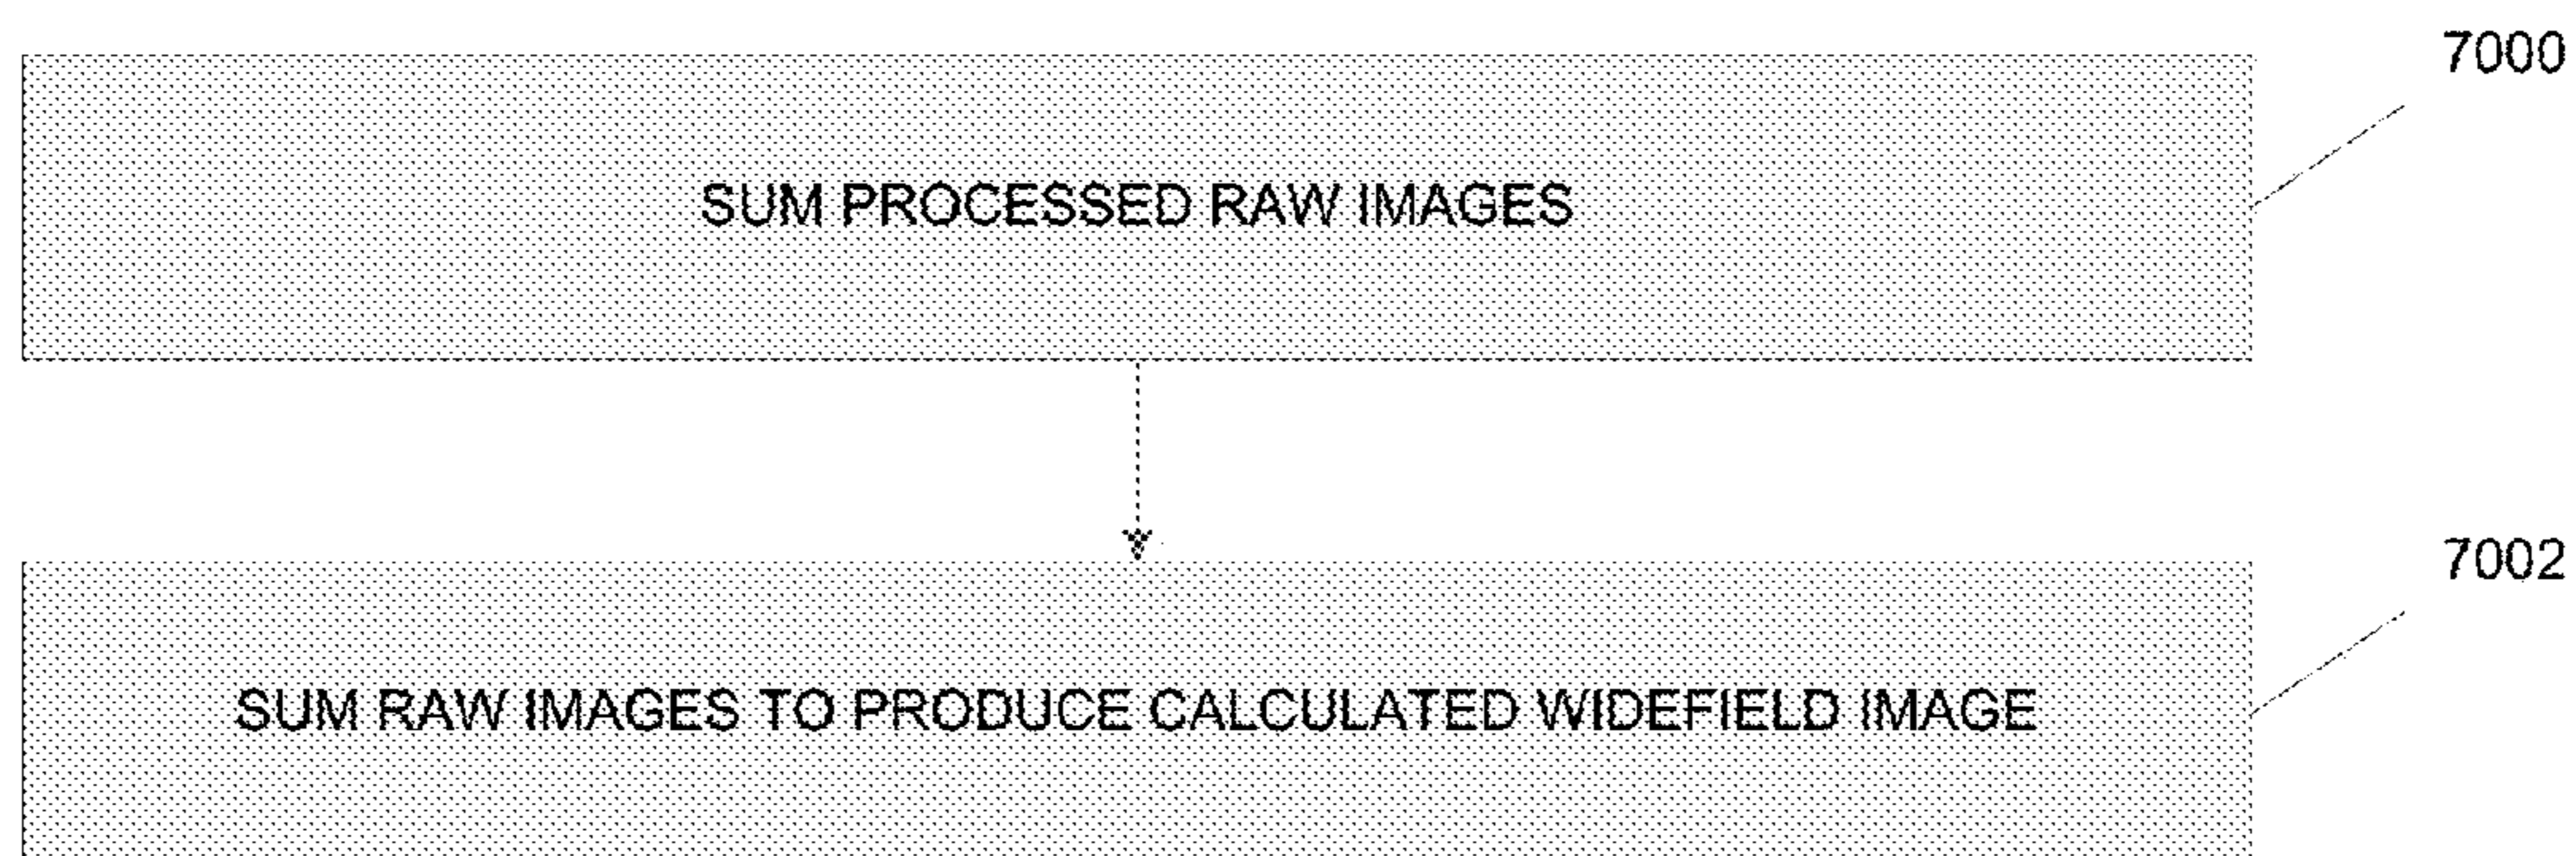 7000
SUM PROCESSED RAW IMAGES
7002
SUM RAW IMAGES TO PRODUCE CALCULATED WIDEFIELD IMAGE